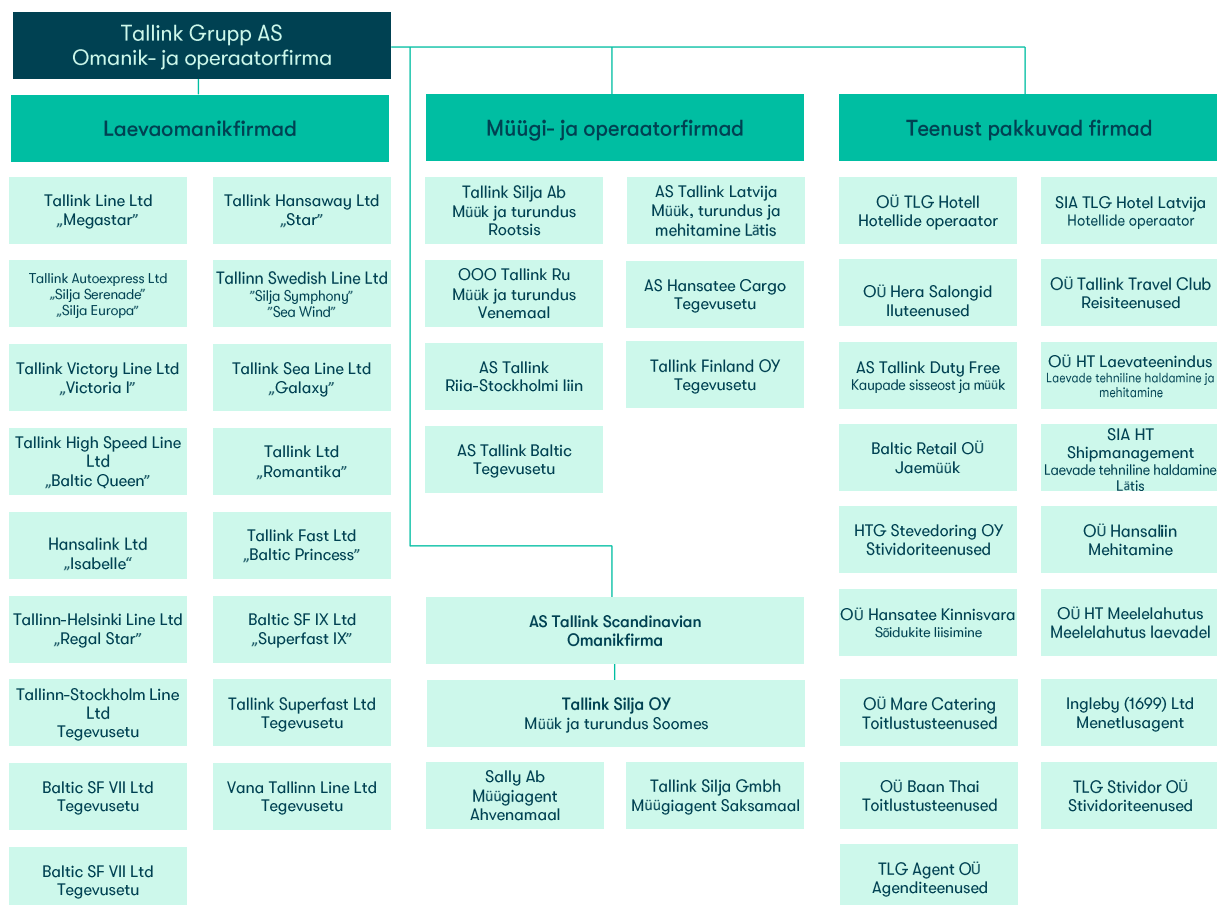 Tallink Grupp AS
Omanik- ja operaatorfirma
Laevaomanikfirmad
Tallink Line Ltd
„Megastar”
Tallink Hansaway Ltd
„Star”
Tallink Autoexpress Ltd
„Silja Serenade”
„Silja Europa”
Tallinn Swedish Line Ltd
”Silja Symphony”
”Sea Wind”
Tallink Victory Line Ltd
„Victoria I”
Tallink Sea Line Ltd
„Galaxy”
Tallink High Speed Line
Ltd
„Baltic Queen”
Tallink Ltd
„Romantika”
Hansalink Ltd
„Isabelle“
Tallink Fast Ltd
„Baltic Princess”
Tallinn-Helsinki Line Ltd
„Regal Star”
Baltic SF IX Ltd
„Superfast IX”
Tallinn-Stockholm Line
Ltd
Tegevusetu
Tallink Superfast Ltd
Tegevusetu
Baltic SF VII Ltd
Tegevusetu
Vana Tallinn Line Ltd
Tegevusetu
Baltic SF VII Ltd
Tegevusetu
Müügi- ja operaatorfirmad
Tallink Silja Ab
Müük ja turundus
Rootsis
AS Tallink Latvija
Müük, turundus ja
mehitamine Lätis
OOO Tallink Ru
Müük ja turundus
Venemaal
AS Hansatee Cargo
Tegevusetu
AS Tallink
Riia-Stockholmi liin
Tallink Finland OY
Tegevusetu
AS Tallink Baltic
Tegevusetu
AS Tallink Scandinavian
Omanikfirma
Tallink Silja OY
Müük ja turundus Soomes
Sally Ab
Müügiagent
Ahvenamaal
Tallink Silja Gmbh
Müügiagent Saksamaal
Teenust pakkuvad firmad
OÜ TLG Hotell
Hotellide operaator
SIA TLG Hotel Latvija
Hotellide operaator
OÜ Hera Salongid
Iluteenused
OÜ Tallink Travel Club
Reisiteenused
AS Tallink Duty Free
Kaupade sisseost ja müük
OÜ HT Laevateenindus
Laevade tehniline haldamine ja
mehitamine
Baltic Retail OÜ
Jaemüük
SIA HT
Shipmanagement
Laevade tehniline haldamine
Lätis
HTG Stevedoring OY
Stividoriteenused
OÜ Hansaliin
Mehitamine
OÜ Hansatee Kinnisvara
Sõidukite liisimine
OÜ HT Meelelahutus
Meelelahutus laevadel
OÜ Mare Catering
Toitlustusteenused
Ingleby (1699) Ltd
Menetlusagent
OÜ Baan Thai
Toitlustusteenused
TLG Stividor OÜ
Stividoriteenused
TLG Agent OÜ
Agenditeenused